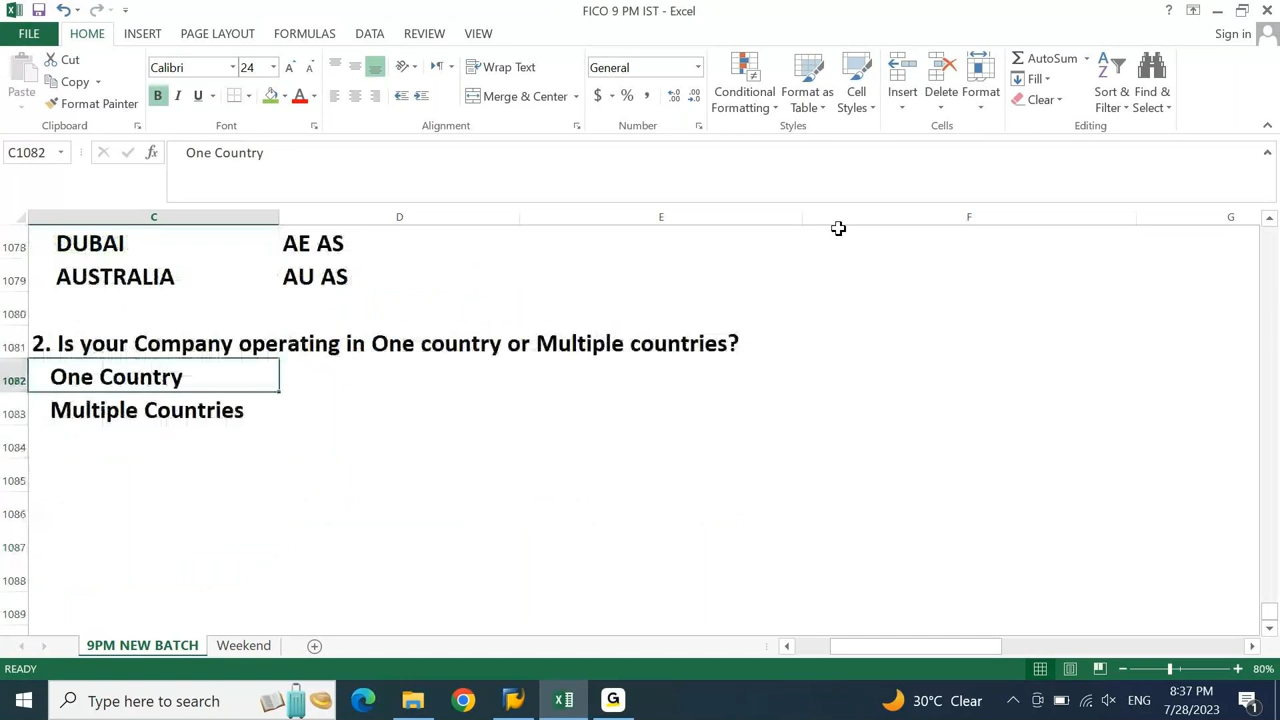 FICO 9 PM IST - Excel
? Sign in
FILE HOME INSERT PAGE LAYOUT FORMULAS DATA REVIEW VIEW
Paste Cut Copy Format Painter
Calibri 24
B I U
Wrap Text
Merge & Center
General
$ % ,
Conditional Formatting Format as Table Cell Styles
Insert Delete Format
AutoSum Fill Clear
Sort & Filter Find & Select
Clipboard Font Alignment Number Styles Cells Editing
C1082 fx One Country
C D E F G
1078 DUBAI AE AS
1079 AUSTRALIA AU AS
1080
1081 2. Is your Company operating in One country or Multiple countries?
1082 One Country
1083 Multiple Countries
1084
1085
1086
1087
1088
1089
9PM NEW BATCH Weekend
READY 80%
Type here to search 30°C Clear ENG 8:37 PM
7/28/2023 1